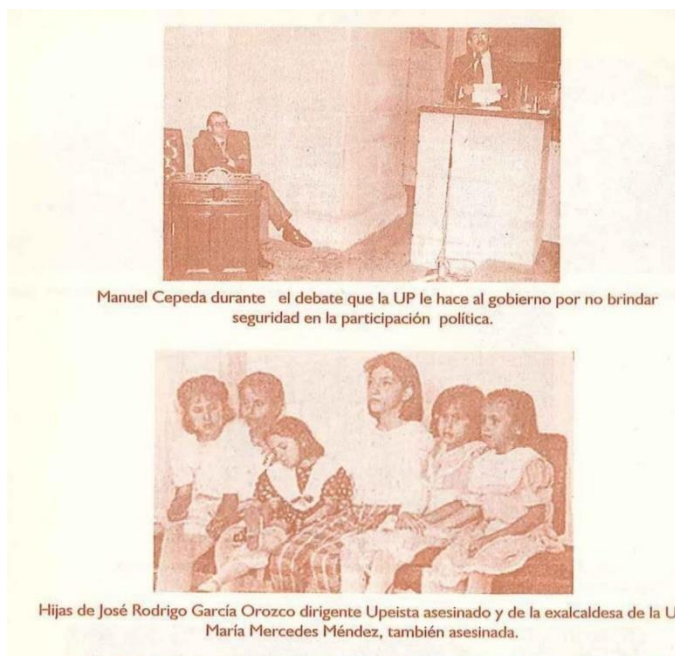 Manuel Cepeda durante el debate que la UP le hace al gobierno por no brindar
seguridad en la participación política.
Hijas de José Rodrigo García Orozco dirigente Upeista asesinado y de la exalcaldesa de la U
María Mercedes Méndez, también asesinada.